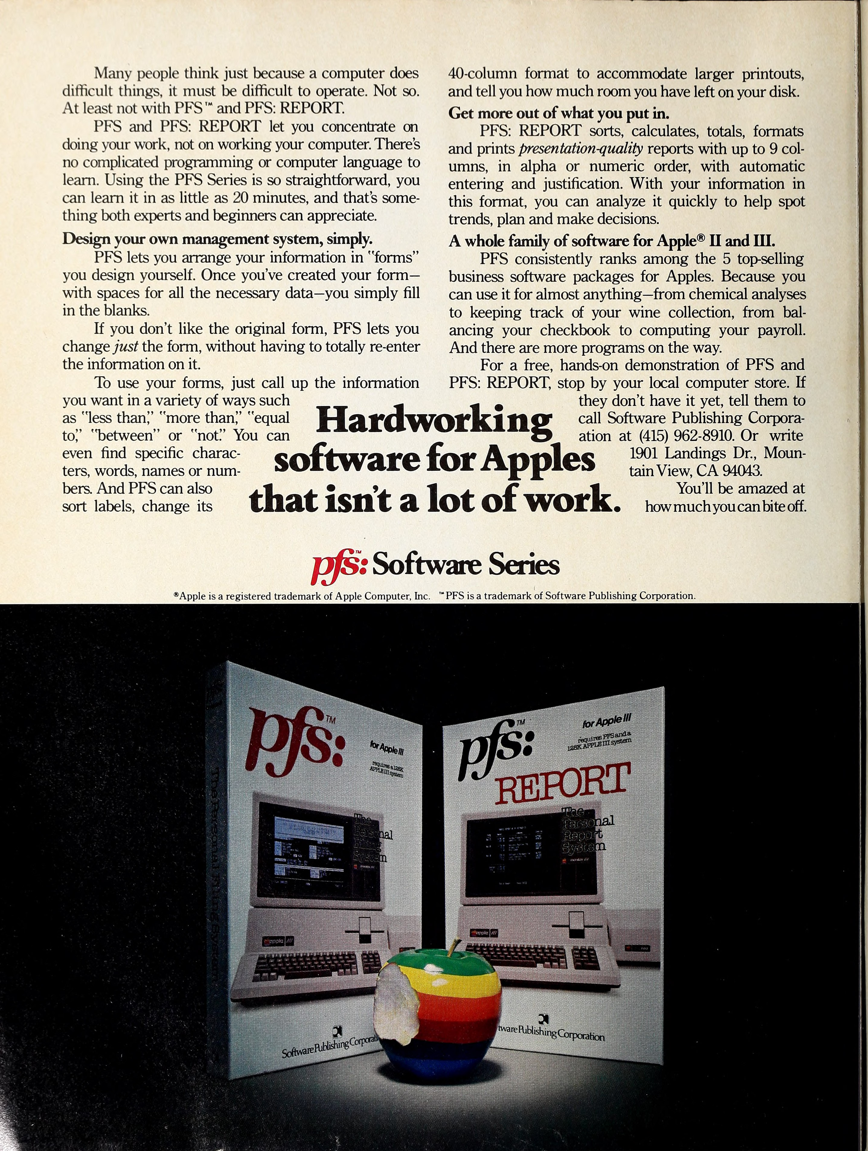 Many people think just because a computer does
difficult things, it must be difficult to operate. Not so.
At least not with PFS™ and PFS: REPORT.
PFS and PFS: REPORT let you concentrate on
doing your work, not on working your computer. There's
no complicated programming or computer language to
learn. Using the PFS Series is so straightforward, you
can learn it in as little as 20 minutes, and that's some-
thing both experts and beginners can appreciate.
Design your own management system, simply.
PFS lets you arrange your information in "forms"
you design yourself. Once you've created your form—
with spaces for all the necessary data—you simply fill
in the blanks.
If you don't like the original form, PFS lets you
change just the form, without having to totally re-enter
the information on it.
To use your forms, just call up the information
you want in a variety of ways such
as "less than," "more than," "equal
to," "between" or "not." You can
even find specific charac-
ters, words, names or num-
bers. And PFS can also
sort labels, change its
40-column format to accommodate larger printouts,
and tell you how much room you have left on your disk.
Get more out of what you put in.
PFS: REPORT sorts, calculates, totals, formats
and prints presentation-quality reports with up to 9 col-
umns, in alpha or numeric order, with automatic
entering and justification. With your information in
this format, you can analyze it quickly to help spot
trends, plan and make decisions.
A whole family of software for Apple® II and III.
PFS consistently ranks among the 5 top-selling
business software packages for Apples. Because you
can use it for almost anything—from chemical analyses
to keeping track of your wine collection, from bal-
ancing your checkbook to computing your payroll.
And there are more programs on the way.
For a free, hands-on demonstration of PFS and
PFS: REPORT, stop by your local computer store. If
they don't have it yet, tell them to
call Software Publishing Corpora-
ation at (415) 962-8910. Or write
1901 Landings Dr., Moun-
tain View, CA 94043.
You'll be amazed at
how much you can bite off.
Hardworking
software for Apples
that isn't a lot of work.
pfs:™ Software Series
®Apple is a registered trademark of Apple Computer, Inc. ™PFS is a trademark of Software Publishing Corporation.
pfs:™
for Apple III
requires a 128K
APPLE III system
Software Publishing Corporat
pfs:™
for Apple III
requires PFS and a
128K APPLE III system
REPORT
The
Personal
Report
System
tware Publishing Corporation